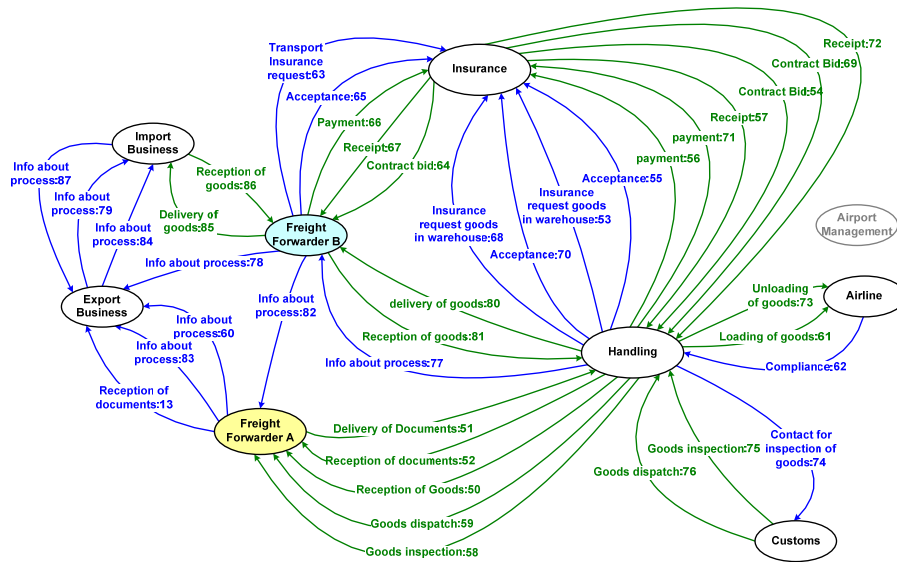 Transport
Insurance
request:63
Receipt:72
Contract Bid:69
Insurance
Acceptance:65
Contract Bid:54
Payment:66
Receipt:57
Import
Business
Receipt:67
payment:71
Info about
process:87
Reception of
goods:86
Contract bid:64
payment:56
Acceptance:55
Info about
process:79
Insurance
request goods
in warehouse:68
Insurance
request goods
in warehouse:53
Delivery of
goods:85
Info about
process:84
Freight
Forwarder B
Airport
Management
Acceptance:70
Info about process:78
Export
Business
Info about
process:82
delivery of goods:80
Unloading
of goods:73
Airline
Info about
process:60
Reception of goods:81
Loading of goods:61
Info about
process:83
Info about process:77
Handling
Compliance:62
Reception of
documents:13
Freight
Forwarder A
Delivery of Documents:51
Contact for
inspection of
goods:74
Reception of documents:52
Goods inspection:75
Goods dispatch:76
Reception of Goods:50
Goods dispatch:59
Customs
Goods inspection:58